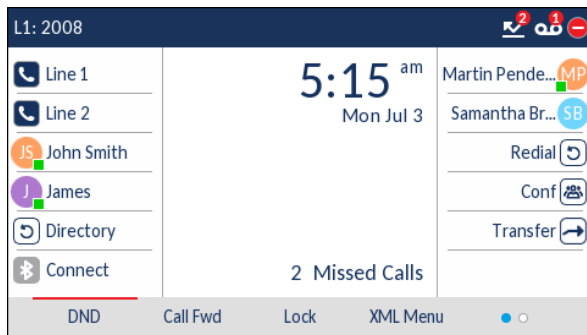 L1: 2008
2
1
Line 1
5:15 am
Martin Pende...
MP
Line 2
Mon Jul 3
Samantha Br...
SB
JS
John Smith
Redial
J
James
Conf
Directory
Transfer
Connect
2 Missed Calls
DND
Call Fwd
Lock
XML Menu